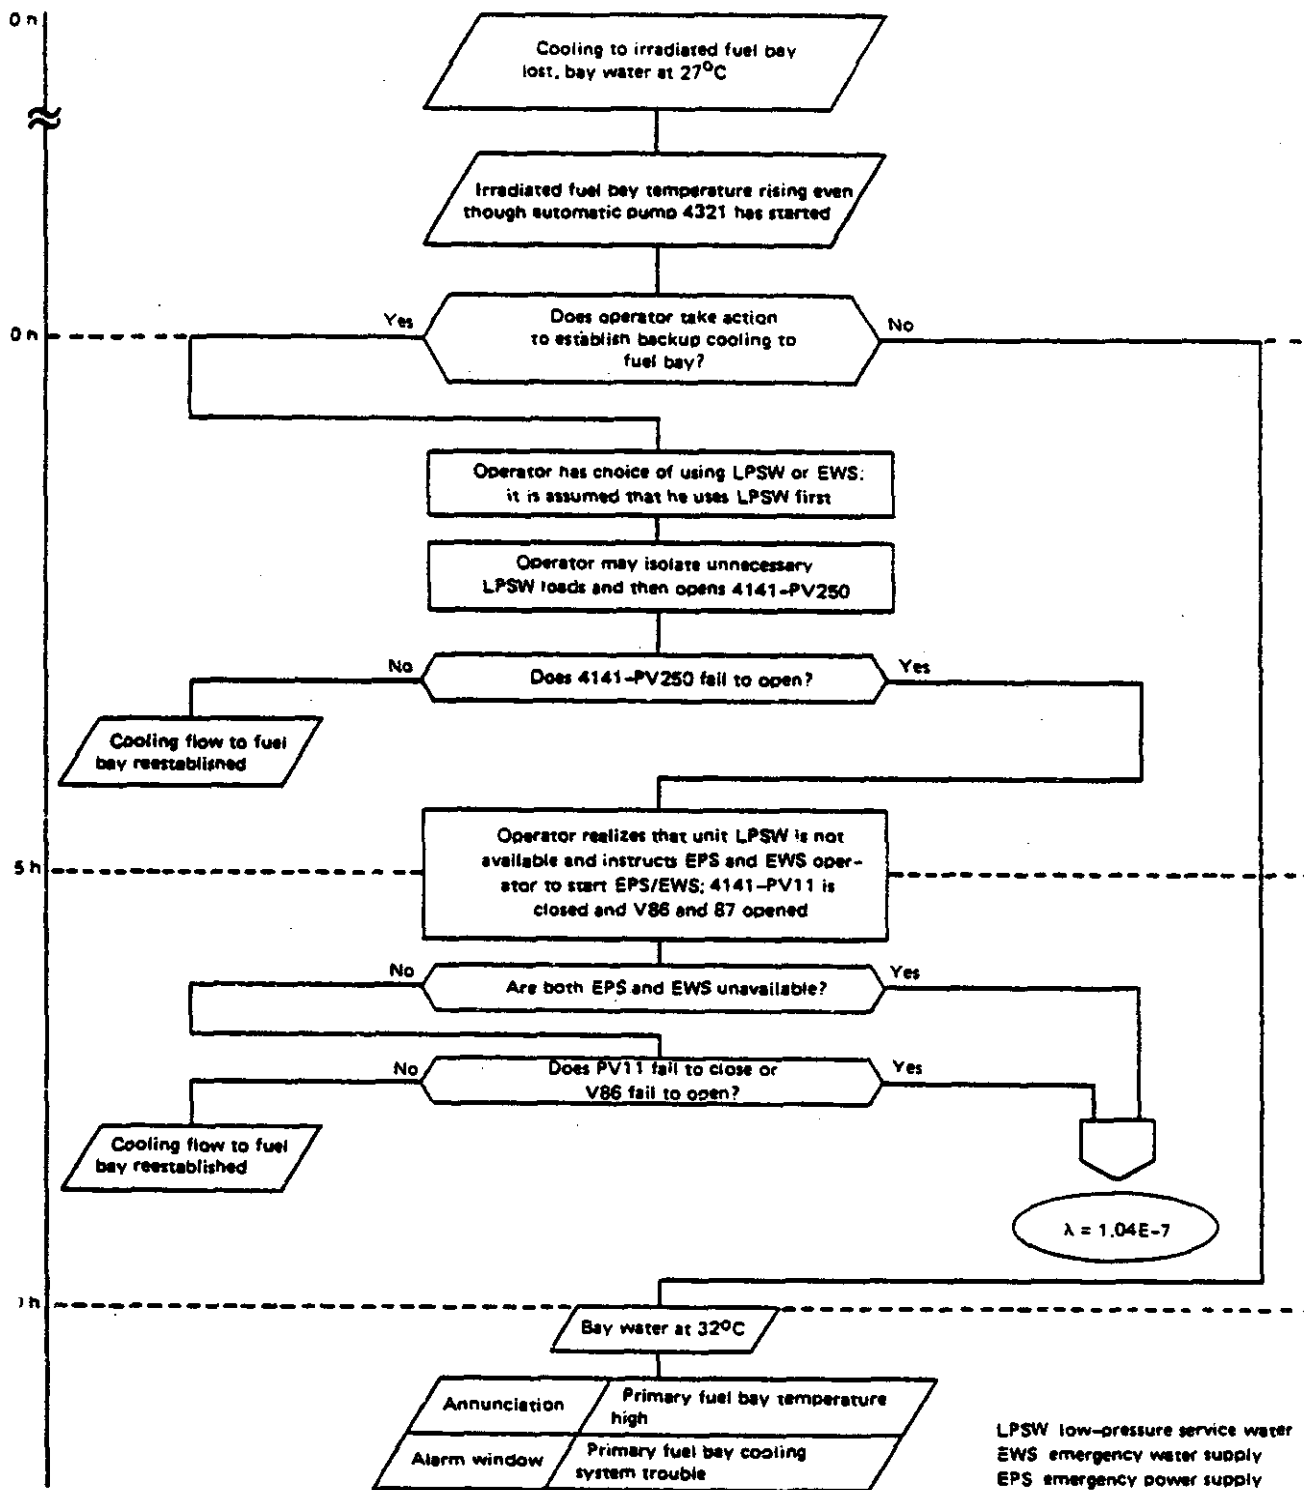 0 h
Cooling to irradiated fuel bay
lost, bay water at 27°C
Irradiated fuel bay temperature rising even
though automatic pump 4321 has started
Does operator take action
to establish backup cooling to
fuel bay?
Yes
No
0 h
Operator has choice of using LPSW or EWS;
it is assumed that he uses LPSW first
Operator may isolate unnecessary
LPSW loads and then opens 4141-PV250
No
Does 4141-PV250 fail to open?
Yes
Cooling flow to fuel
bay reestablished
Operator realizes that unit LPSW is not
available and instructs EPS and EWS oper-
ator to start EPS/EWS; 4141-PV11 is
closed and V86 and 87 opened
5 h
No
Are both EPS and EWS unavailable?
Yes
No
Does PV11 fail to close or
V86 fail to open?
Yes
Cooling flow to fuel
bay reestablished
λ = 1.04E-7
h
Bay water at 32°C
Annunciation
Primary fuel bay temperature
high
Alarm window
Primary fuel bay cooling
system trouble
LPSW low-pressure service water
EWS emergency water supply
EPS emergency power supply